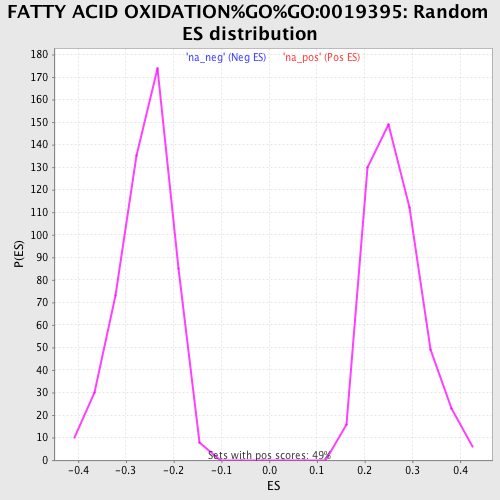 FATTY ACID OXIDATION%GO%GO:0019395: Random
ES distribution
'na_neg' (Neg ES) 'na_pos' (Pos ES)
P(ES)
180
170
160
150
140
130
120
110
100
90
80
70
60
50
40
30
20
10
0
Sets with pos scores: 49%
-0.4 -0.3 -0.2 -0.1 0.0 0.1 0.2 0.3 0.4
ES